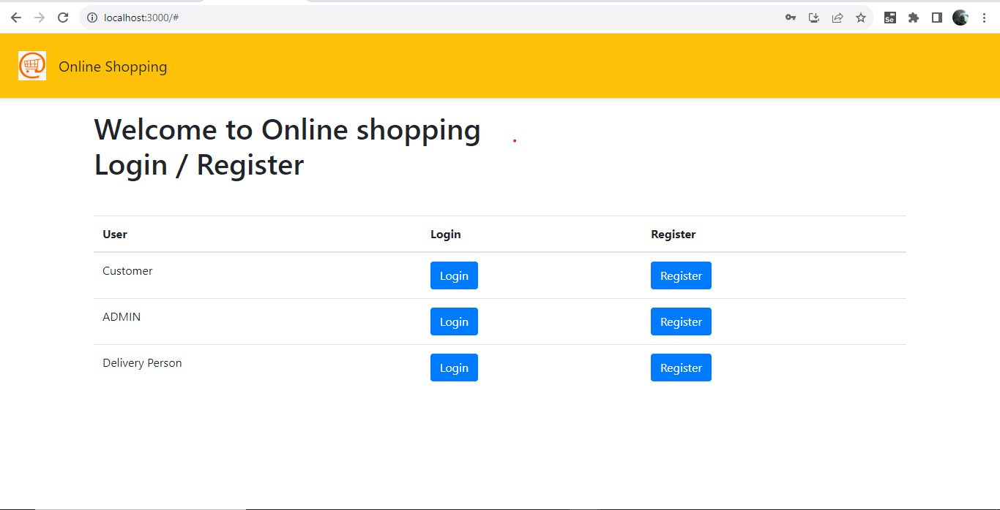 localhost:3000/#
Se
Online Shopping
Welcome to Online shopping
Login / Register
User Login Register
Customer Login Register
ADMIN Login Register
Delivery Person Login Register